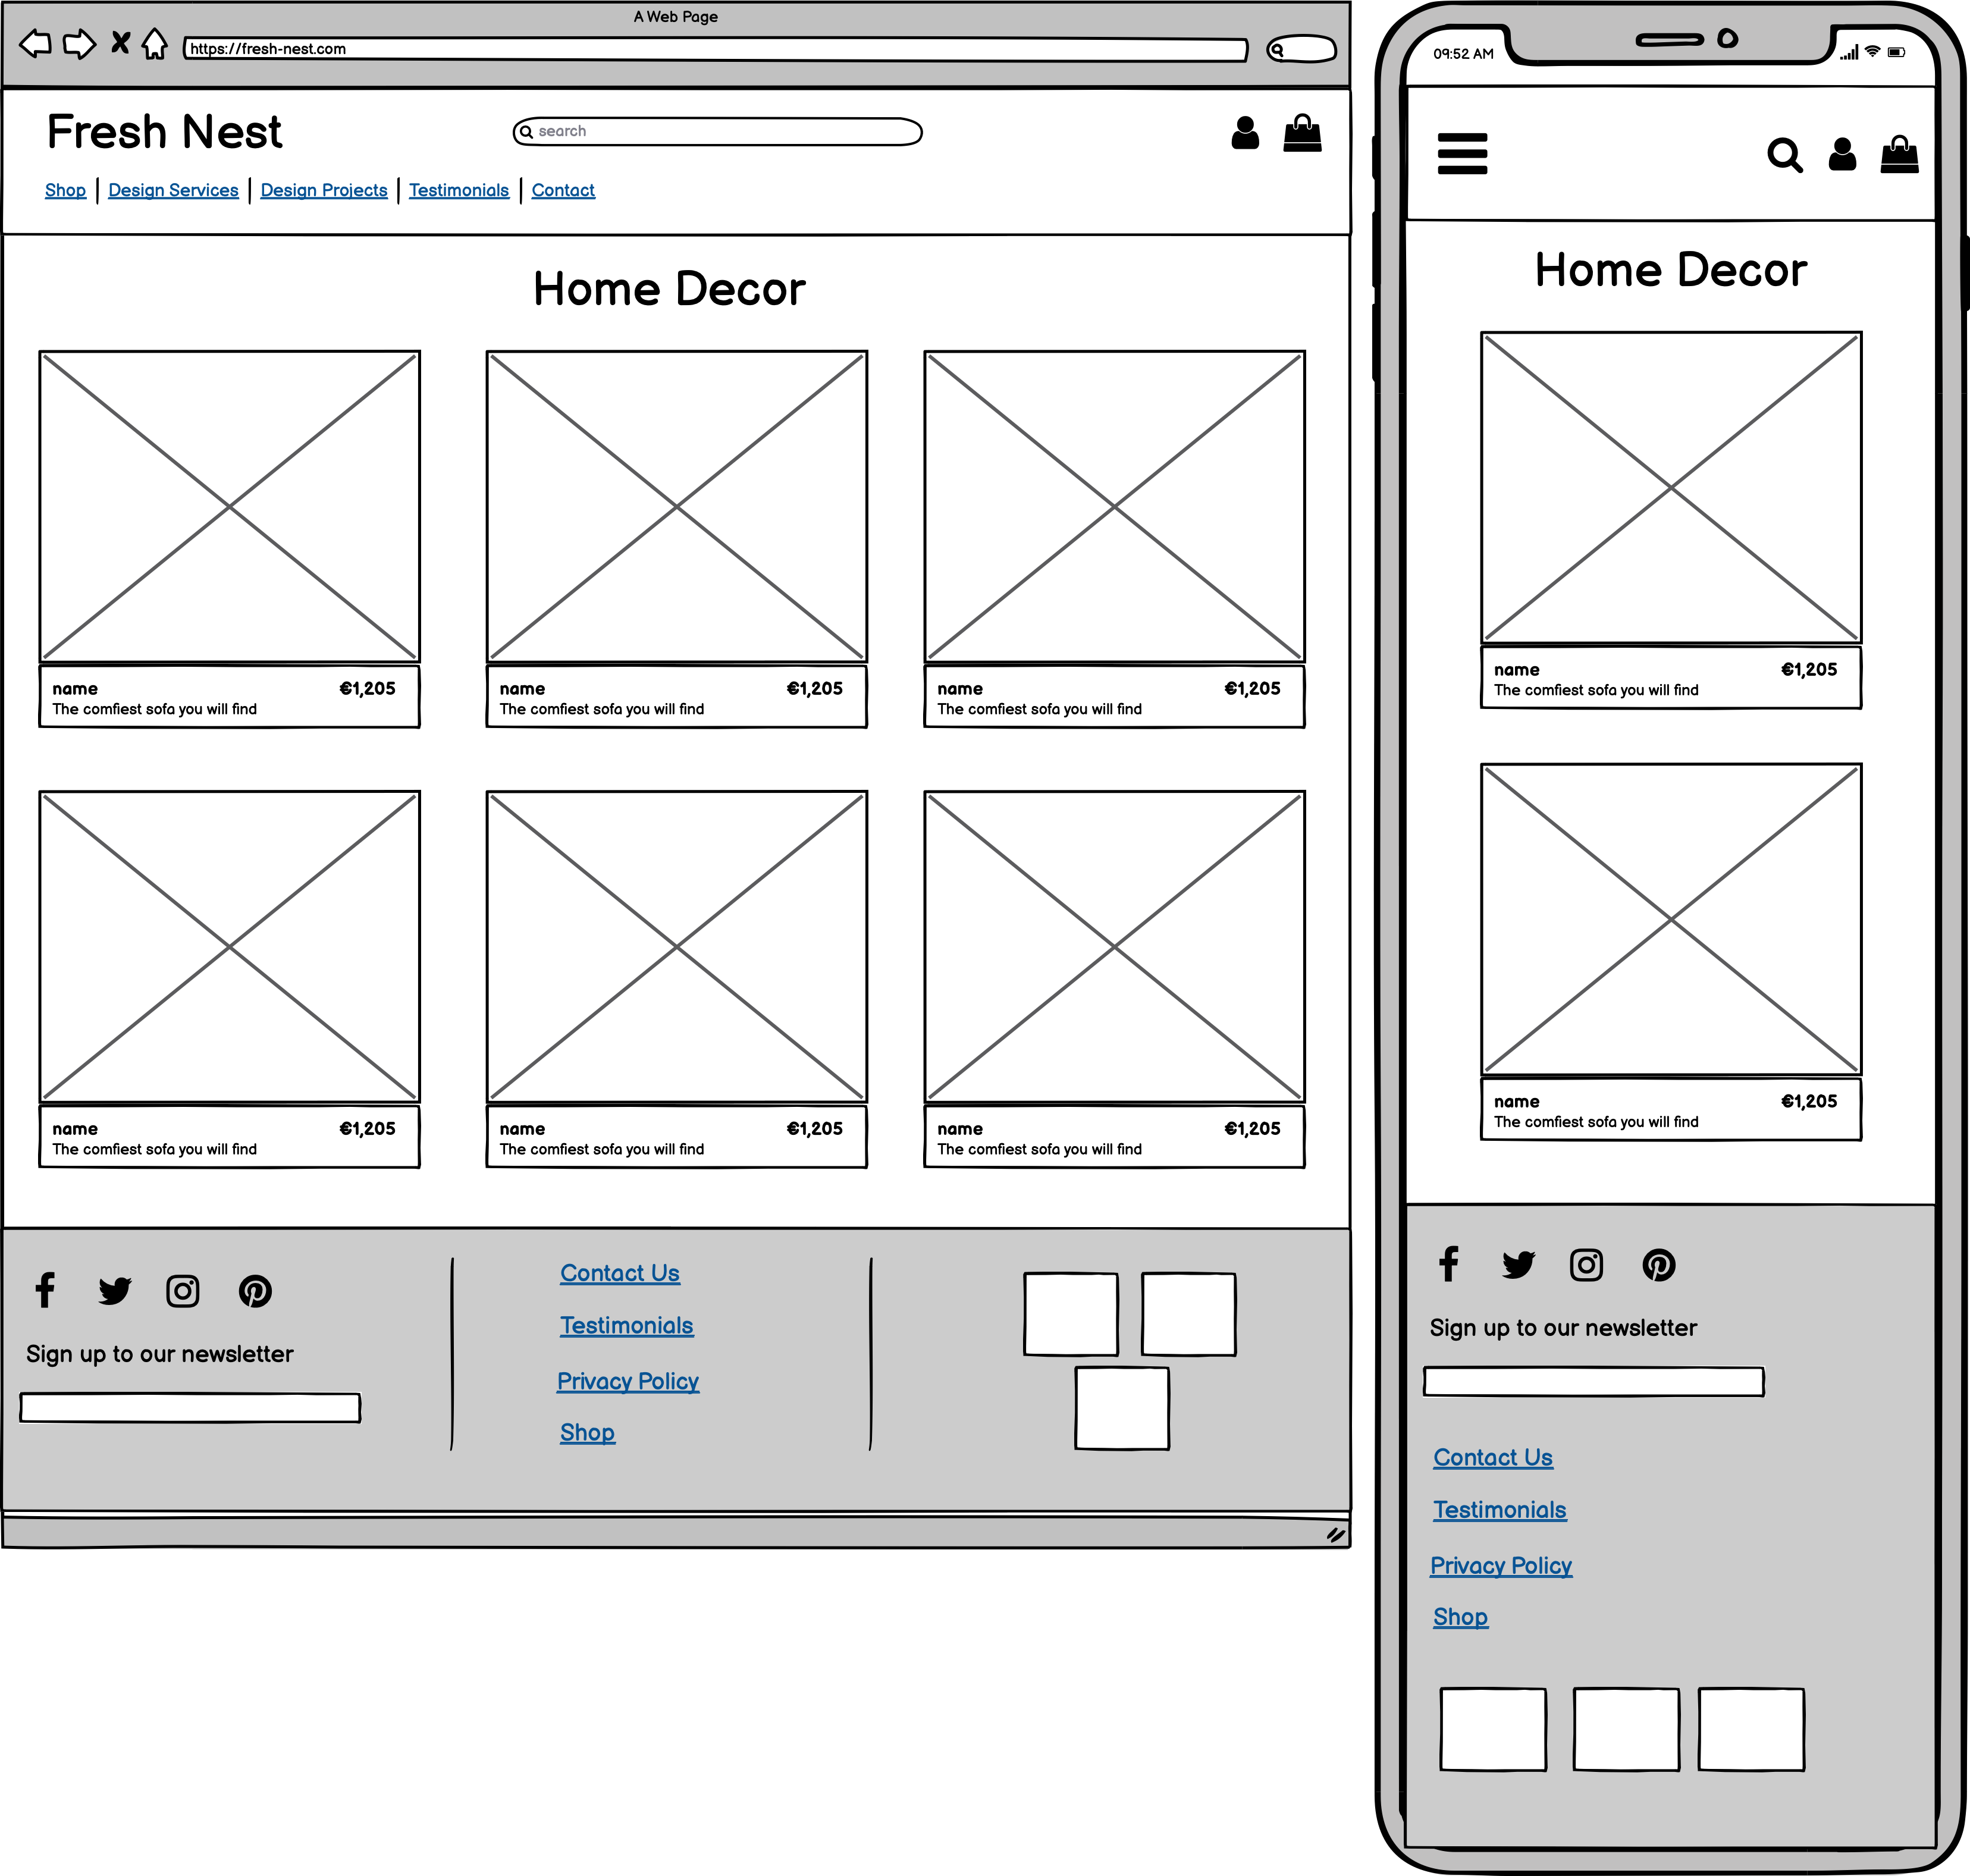 A Web Page
https://fresh-nest.com
Fresh Nest
search
Shop Design Services Design Projects Testimonials Contact
Home Decor
name €1,205
The comfiest sofa you will find
name €1,205
The comfiest sofa you will find
name €1,205
The comfiest sofa you will find
name €1,205
The comfiest sofa you will find
name €1,205
The comfiest sofa you will find
name €1,205
The comfiest sofa you will find
Sign up to our newsletter
Contact Us
Testimonials
Privacy Policy
Shop
09:52 AM
Home Decor
name €1,205
The comfiest sofa you will find
name €1,205
The comfiest sofa you will find
Sign up to our newsletter
Contact Us
Testimonials
Privacy Policy
Shop